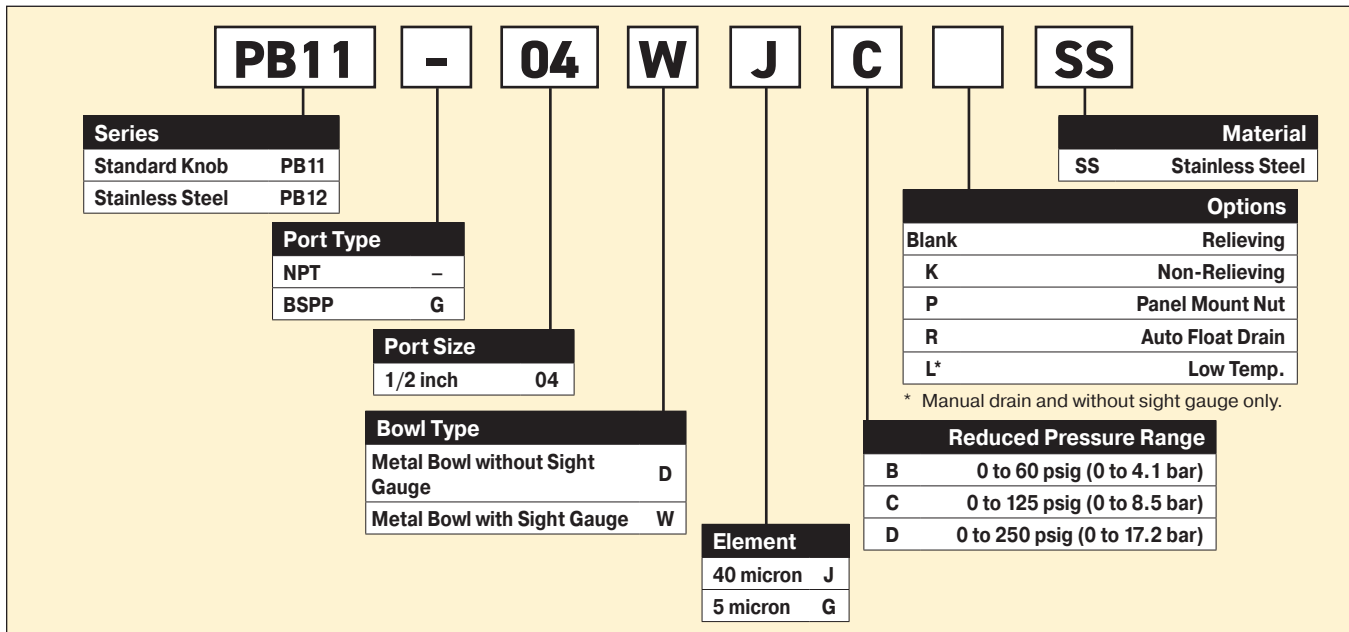 PB11 - 04 W J C SS
Series
Standard Knob PB11
Stainless Steel PB12
Material
SS Stainless Steel
Options
Blank Relieving
K Non-Relieving
P Panel Mount Nut
R Auto Float Drain
L* Low Temp.
* Manual drain and without sight gauge only.
Port Type
NPT –
BSPP G
Port Size
1/2 inch 04
Bowl Type
Metal Bowl without Sight
Gauge D
Metal Bowl with Sight Gauge W
Reduced Pressure Range
B 0 to 60 psig (0 to 4.1 bar)
C 0 to 125 psig (0 to 8.5 bar)
D 0 to 250 psig (0 to 17.2 bar)
Element
40 micron J
5 micron G